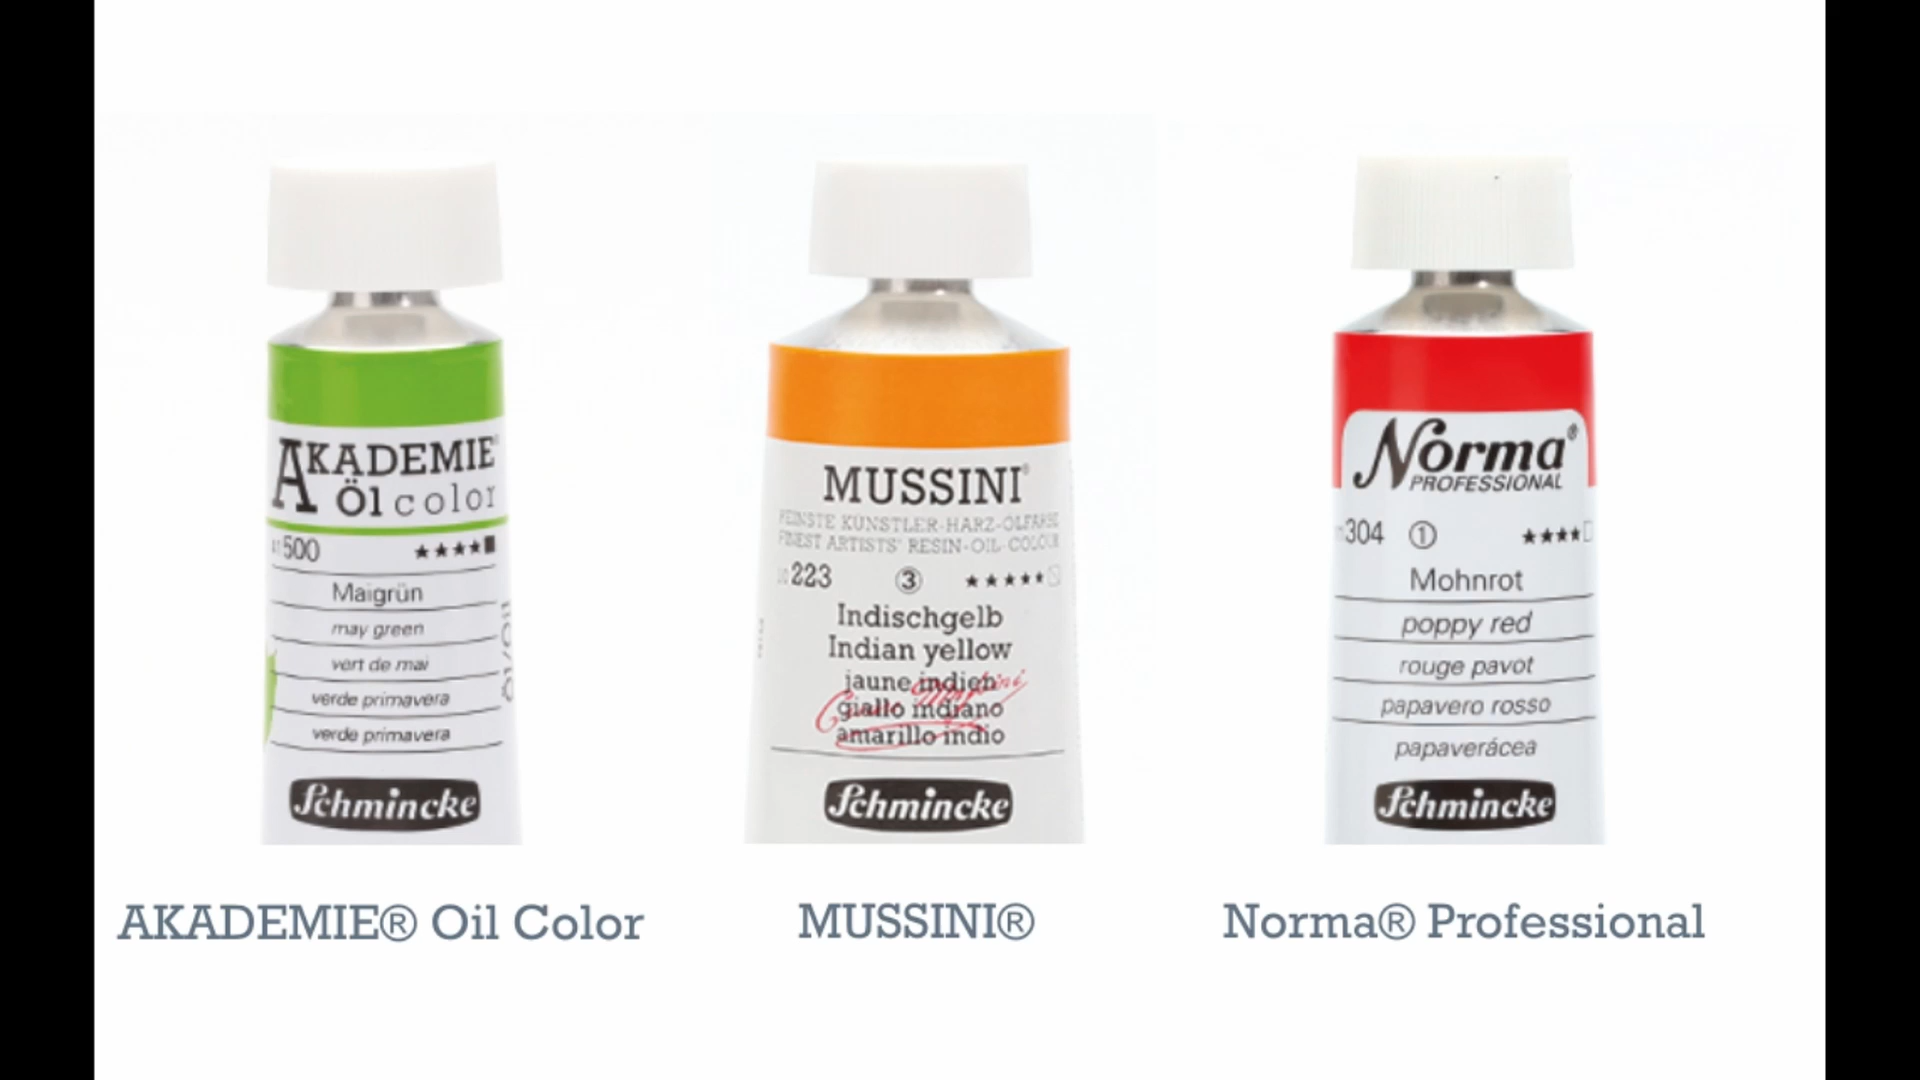 AKADEMIE®
Öl color
500 ★★★★■
Maigrün
may green
vert de mai
verde primavera
verde primavera
Schmincke
AKADEMIE® Oil Color
MUSSINI®
FEINSTE KÜNSTLER-HARZ-ÖLFARBE
FINEST ARTISTS' RESIN-OIL-COLOUR
223 ③ ★★★★★
Indischgelb
Indian yellow
jaune indien
giallo indiano
amarillo indio
Schmincke
MUSSINI®
Norma®
PROFESSIONAL
304 ① ★★★★□
Mohnrot
poppy red
rouge pavot
papavero rosso
papaverácea
Schmincke
Norma® Professional